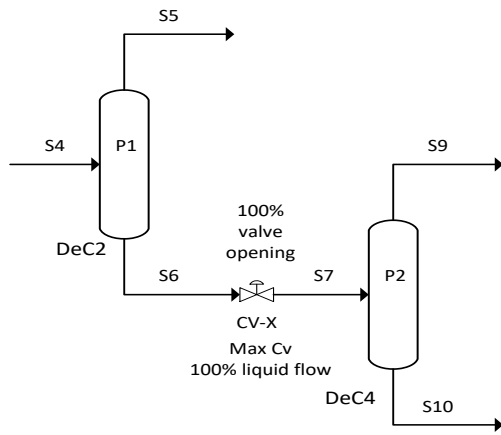 S5
S4
P1
S9
100%
valve
opening
DeC2
S6
S7
P2
CV-X
Max Cv
100% liquid flow
DeC4
S10